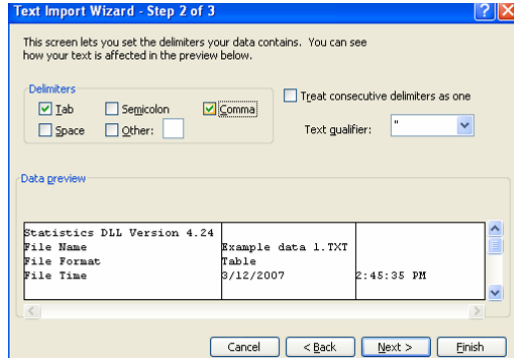 Text Import Wizard - Step 2 of 3
This screen lets you set the delimiters your data contains. You can see
how your text is affected in the preview below.
Delimiters
Tab Semicolon Comma
Space Other:
Treat consecutive delimiters as one
Text qualifier: "
Data preview
Statistics DLL Version 4.24
File Name Example data 1.TXT
File Format Table
File Time 3/12/2007 2:45:35 PM
Cancel < Back Next > Finish